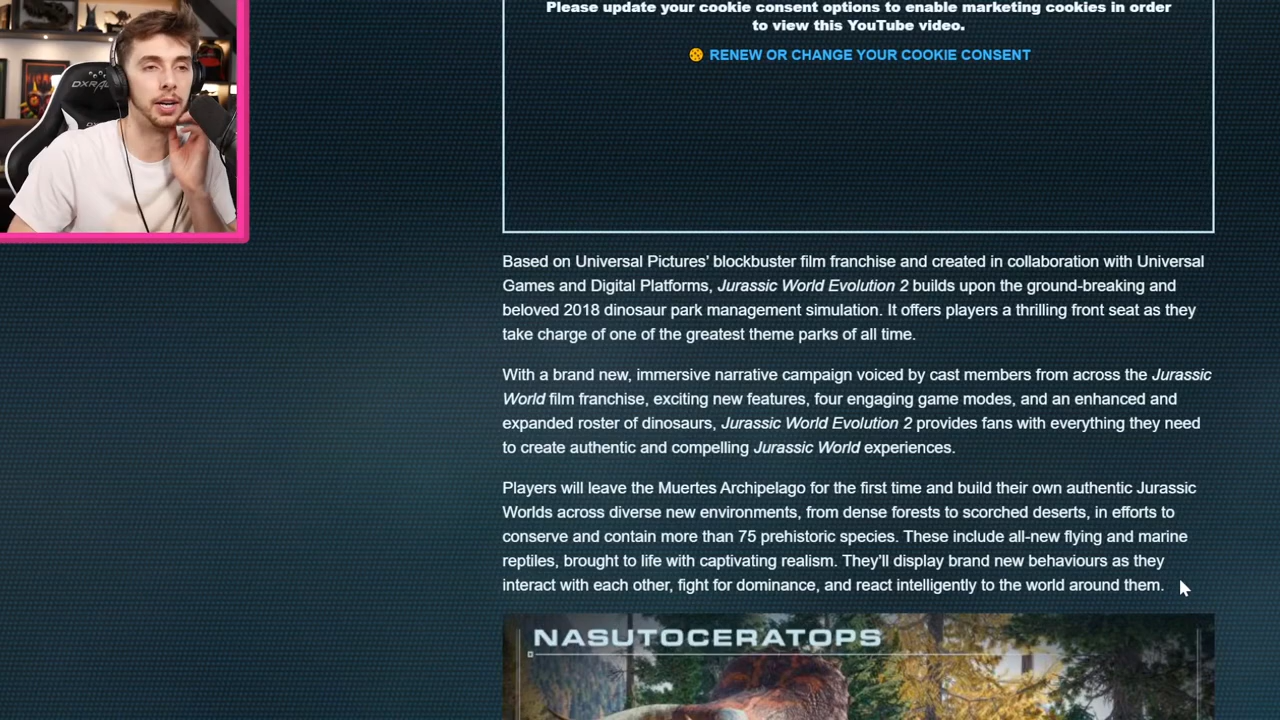 Please update your cookie consent options to enable marketing cookies in order
to view this YouTube video.
RENEW OR CHANGE YOUR COOKIE CONSENT
Based on Universal Pictures’ blockbuster film franchise and created in collaboration with Universal
Games and Digital Platforms, Jurassic World Evolution 2 builds upon the ground-breaking and
beloved 2018 dinosaur park management simulation. It offers players a thrilling front seat as they
take charge of one of the greatest theme parks of all time.
With a brand new, immersive narrative campaign voiced by cast members from across the Jurassic
World film franchise, exciting new features, four engaging game modes, and an enhanced and
expanded roster of dinosaurs, Jurassic World Evolution 2 provides fans with everything they need
to create authentic and compelling Jurassic World experiences.
Players will leave the Muertes Archipelago for the first time and build their own authentic Jurassic
Worlds across diverse new environments, from dense forests to scorched deserts, in efforts to
conserve and contain more than 75 prehistoric species. These include all-new flying and marine
reptiles, brought to life with captivating realism. They’ll display brand new behaviours as they
interact with each other, fight for dominance, and react intelligently to the world around them.
NASUTOCERATOPS